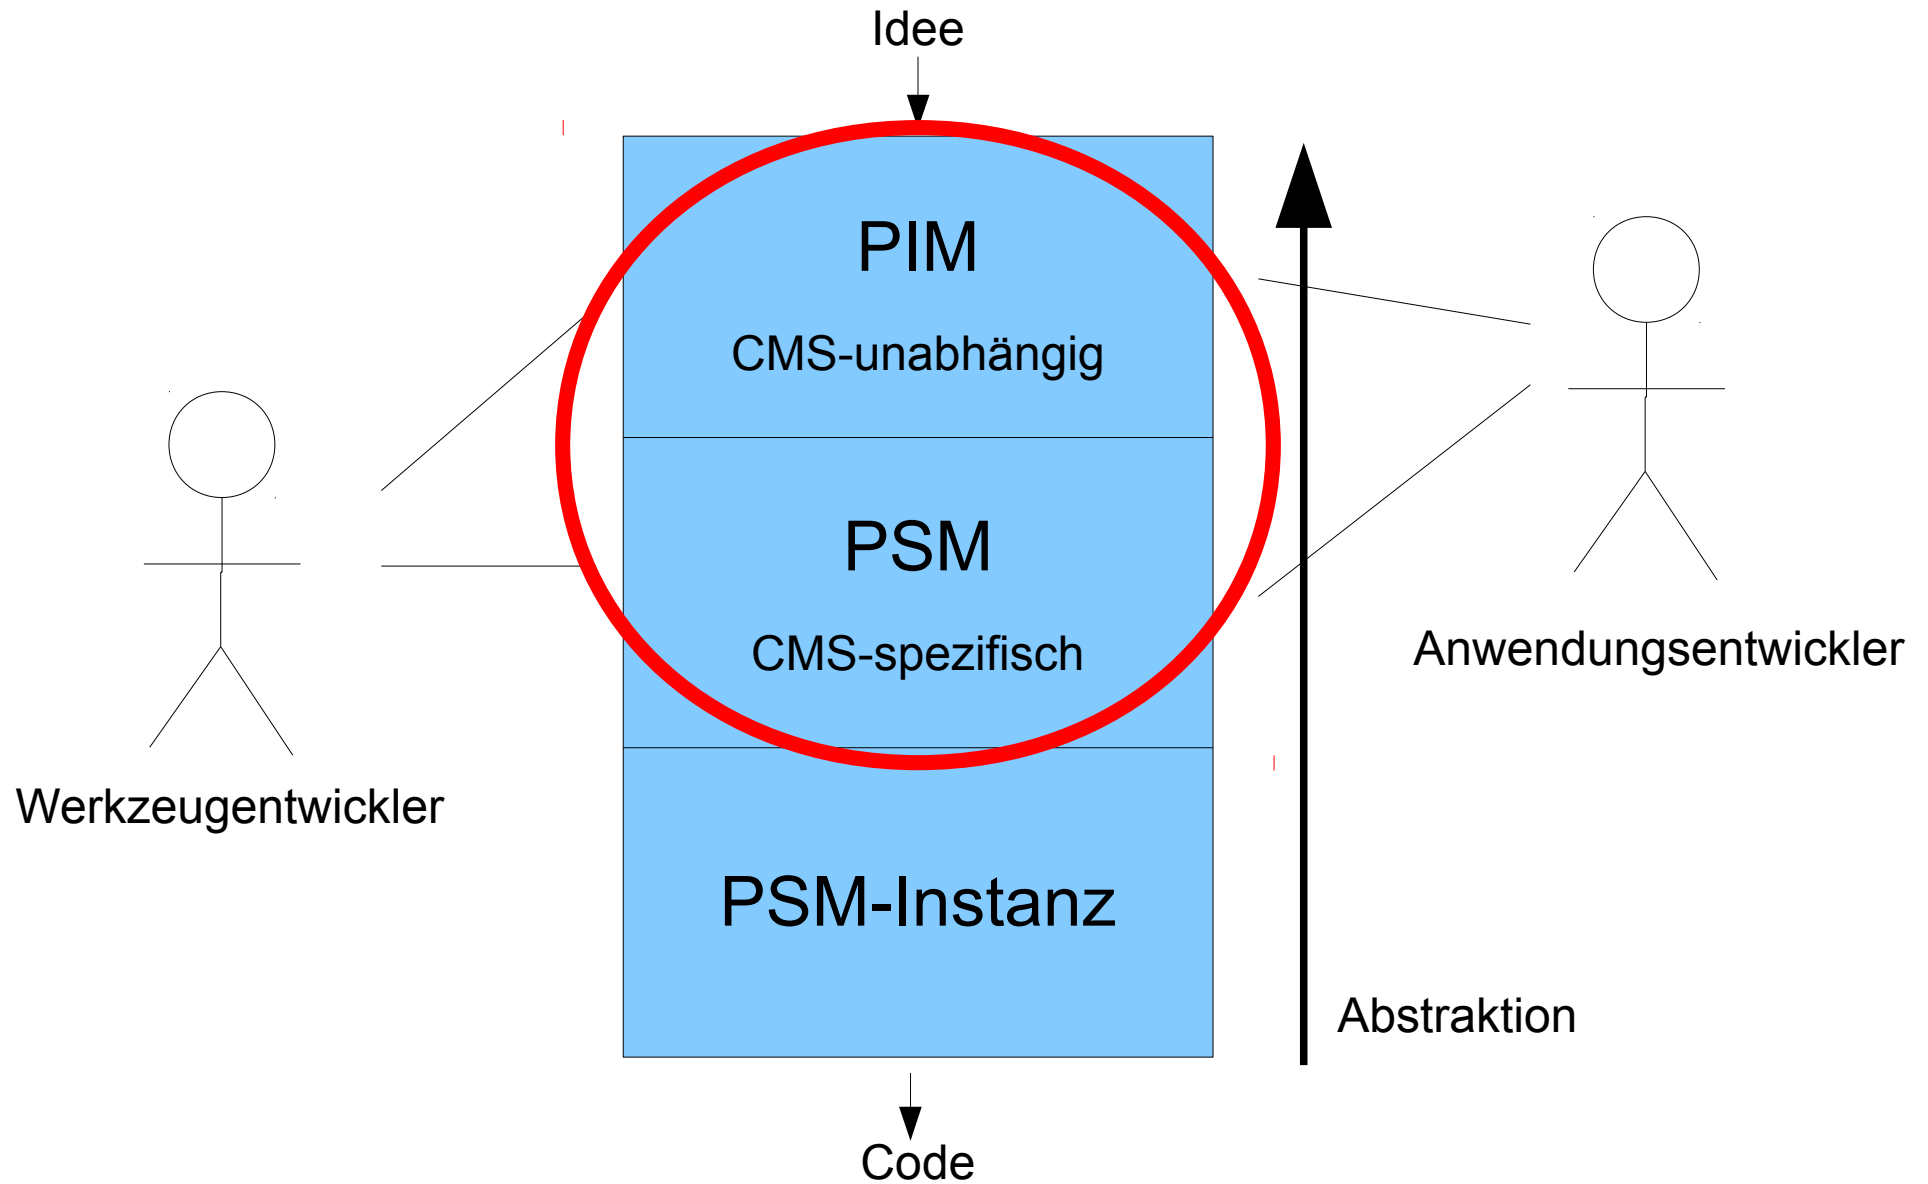 Idee
PIM
CMS-unabhängig
PSM
CMS-spezifisch
Anwendungsentwickler
Werkzeugentwickler
PSM-Instanz
Abstraktion
Code